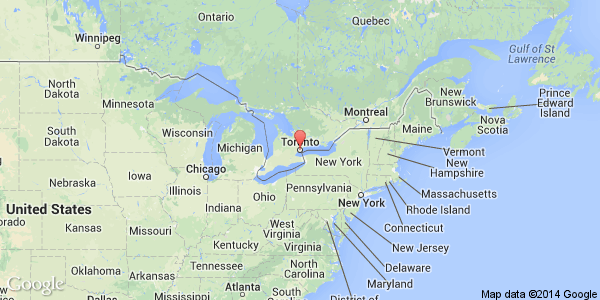 Ontario
Quebec
Winnipeg
Gulf of St
Lawrence
North
Dakota
Minnesota
Montreal
New
Brunswick
Prince
Edward
Island
Nova
Scotia
Maine
South
Dakota
Wisconsin
Michigan
Toronto
Vermont
New
Hampshire
New York
Chicago
Massachusetts
Nebraska
Illinois
Indiana
Ohio
Pennsylvania
New York
Rhode Island
United States
Connecticut
Kansas
Missouri
West
Virginia
Virginia
Kentucky
New Jersey
Delaware
Maryland
District of
Oklahoma
Tennessee
North
Carolina
Arkansas
Atlanta
Google
Map data ©2014 Google